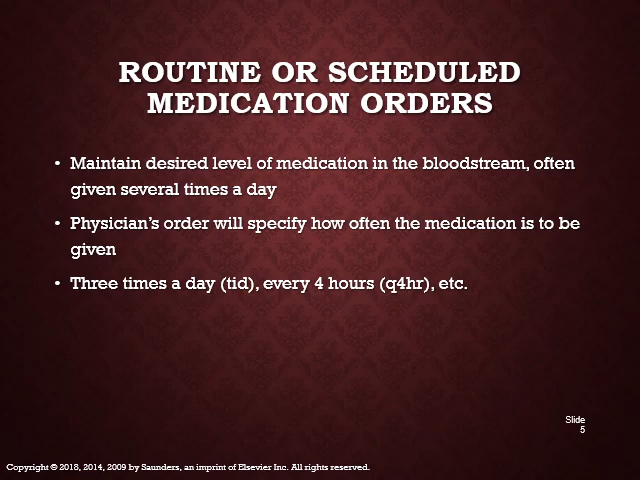 ROUTINE OR SCHEDULED
MEDICATION ORDERS
• Maintain desired level of medication in the bloodstream, often
given several times a day
• Physician’s order will specify how often the medication is to be
given
• Three times a day (tid), every 4 hours (q4hr), etc.
Slide
5
Copyright © 2018, 2014, 2009 by Saunders, an imprint of Elsevier Inc. All rights reserved.